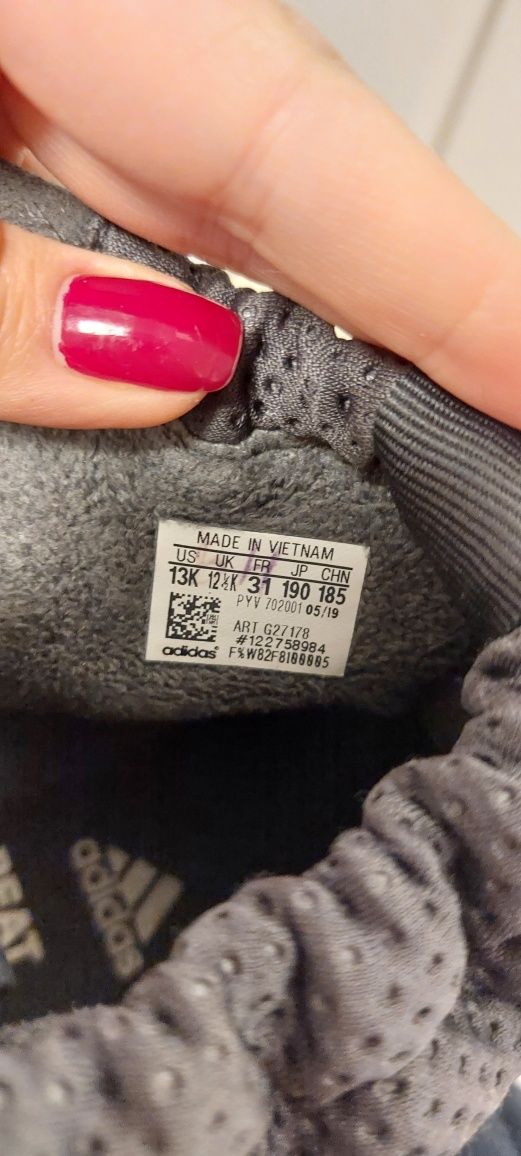 MADE IN VIETNAM
US UK FR JP CHN
13K 12½K 31 190 185
PYV 702001 05/19
ART G27178
#122758984
adidas® F%W82F8I00005
adidas